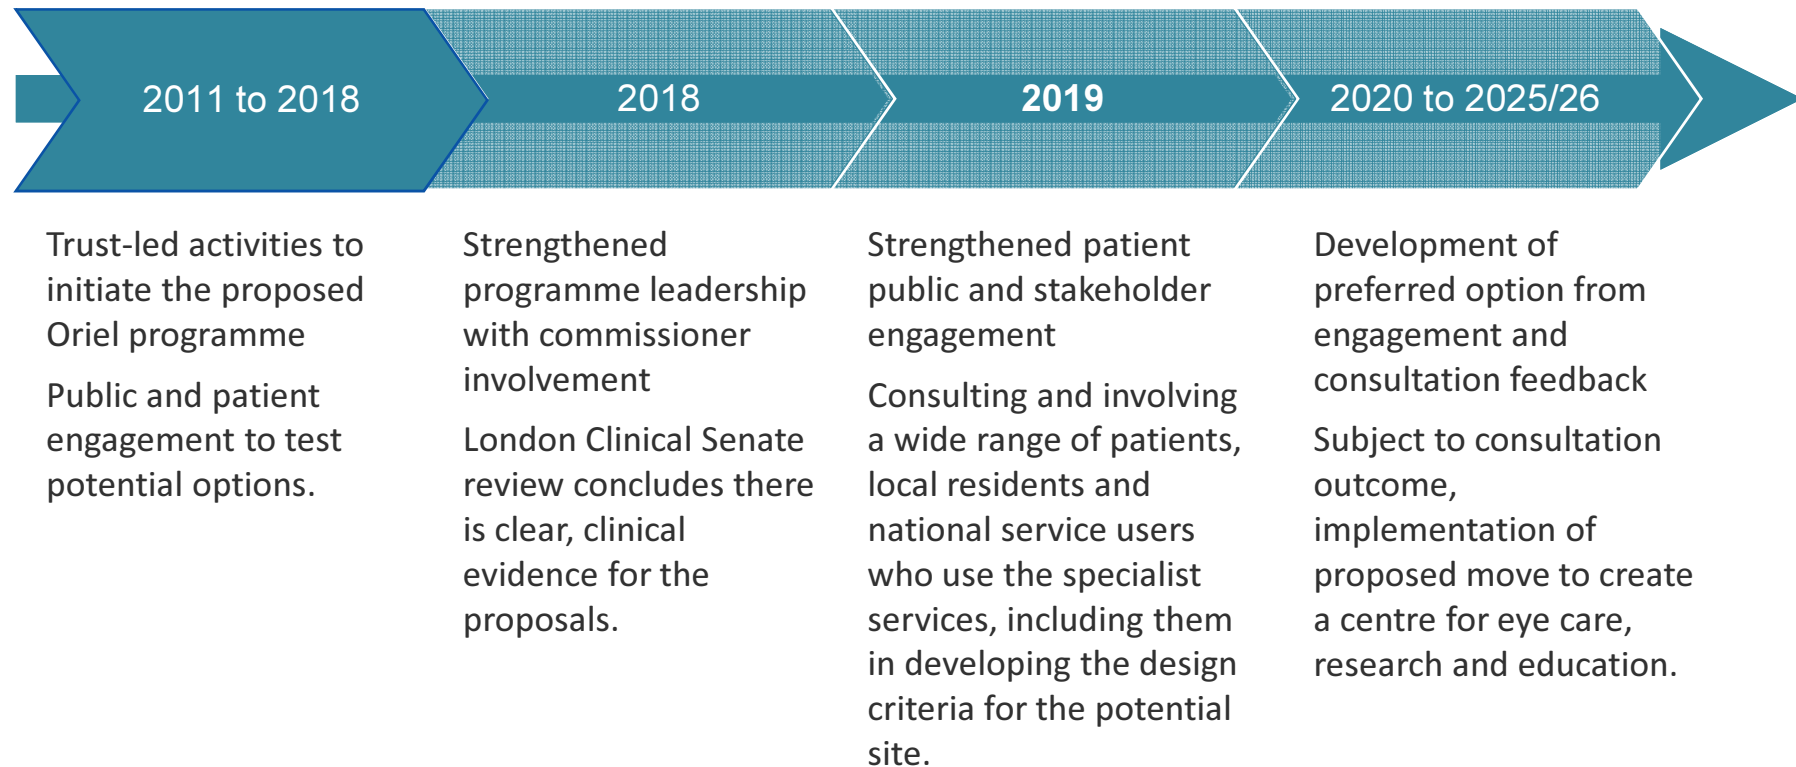 2011 to 2018
2018
2019
2020 to 2025/26
Trust-led activities to
initiate the proposed
Oriel programme
Public and patient
engagement to test
potential options.
Strengthened
programme leadership
with commissioner
involvement
London Clinical Senate
review concludes there
is clear, clinical
evidence for the
proposals.
Strengthened patient
public and stakeholder
engagement
Consulting and involving
a wide range of patients,
local residents and
national service users
who use the specialist
services, including them
in developing the design
criteria for the potential
site.
Development of
preferred option from
engagement and
consultation feedback
Subject to consultation
outcome,
implementation of
proposed move to create
a centre for eye care,
research and education.